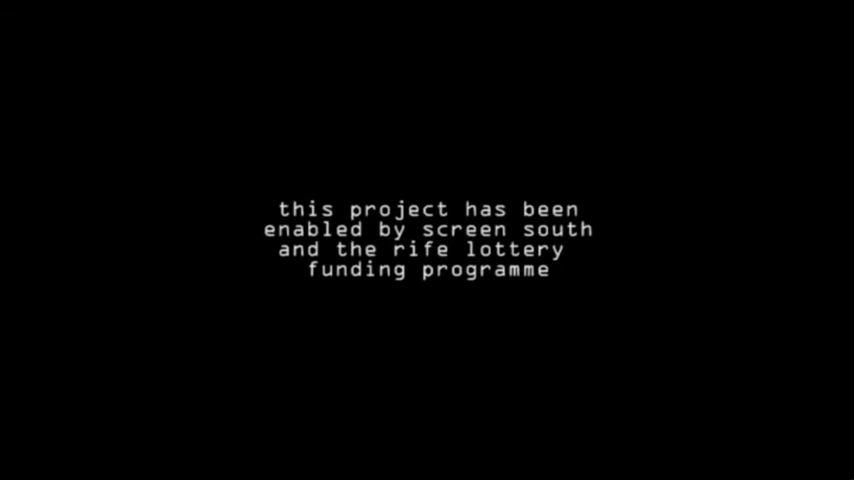 this project has been
enabled by screen south
and the rife lottery
funding programme